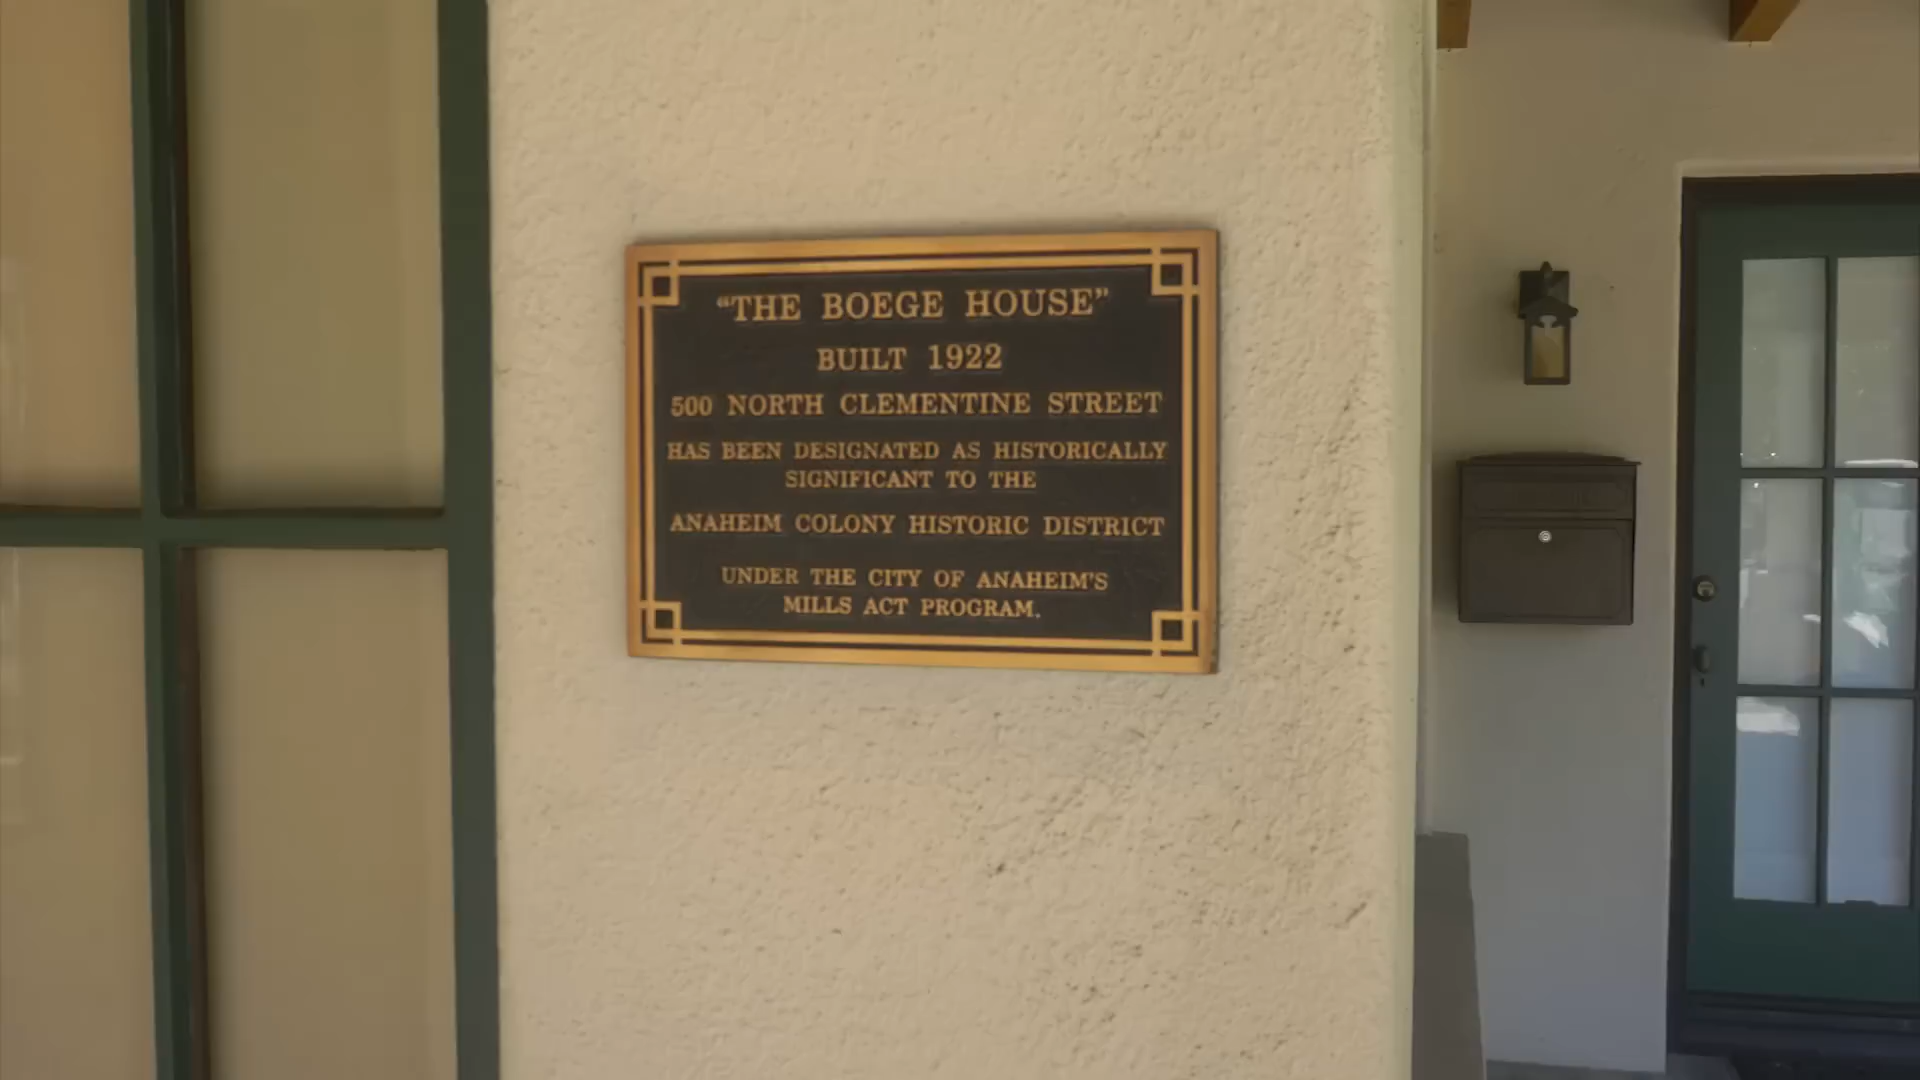 “THE BOEGE HOUSE”
BUILT 1922
500 NORTH CLEMENTINE STREET
HAS BEEN DESIGNATED AS HISTORICALLY
SIGNIFICANT TO THE
ANAHEIM COLONY HISTORIC DISTRICT
UNDER THE CITY OF ANAHEIM'S
MILLS ACT PROGRAM.